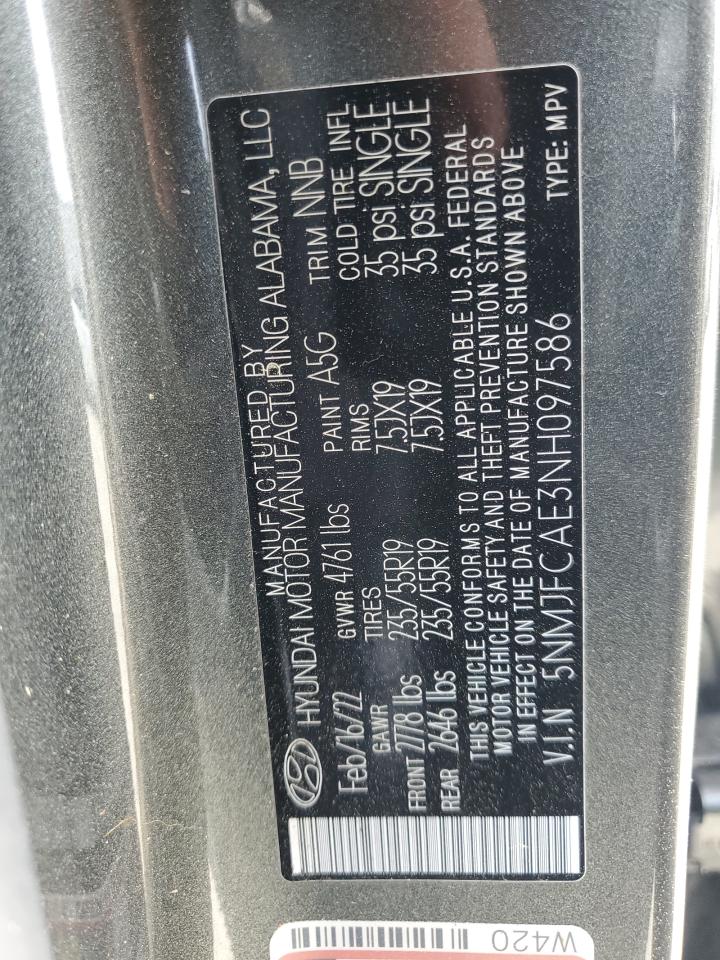 MANUFACTURED BY
HYUNDAI MOTOR MANUFACTURING ALABAMA, LLC
Feb/16/22 GVWR 4761 lbs PAINT A5G TRIM NNB
GAWR TIRES RIMS COLD TIRE INFL
FRONT 2778 lbs 235/55R19 7.5JX19 35 psi SINGLE
REAR 2646 lbs 235/55R19 7.5JX19 35 psi SINGLE
THIS VEHICLE CONFORMS TO ALL APPLICABLE U.S.A. FEDERAL
MOTOR VEHICLE SAFETY AND THEFT PREVENTION STANDARDS
IN EFFECT ON THE DATE OF MANUFACTURE SHOWN ABOVE
V.I.N 5NMJFCAE3NH097586 TYPE: MPV
W420